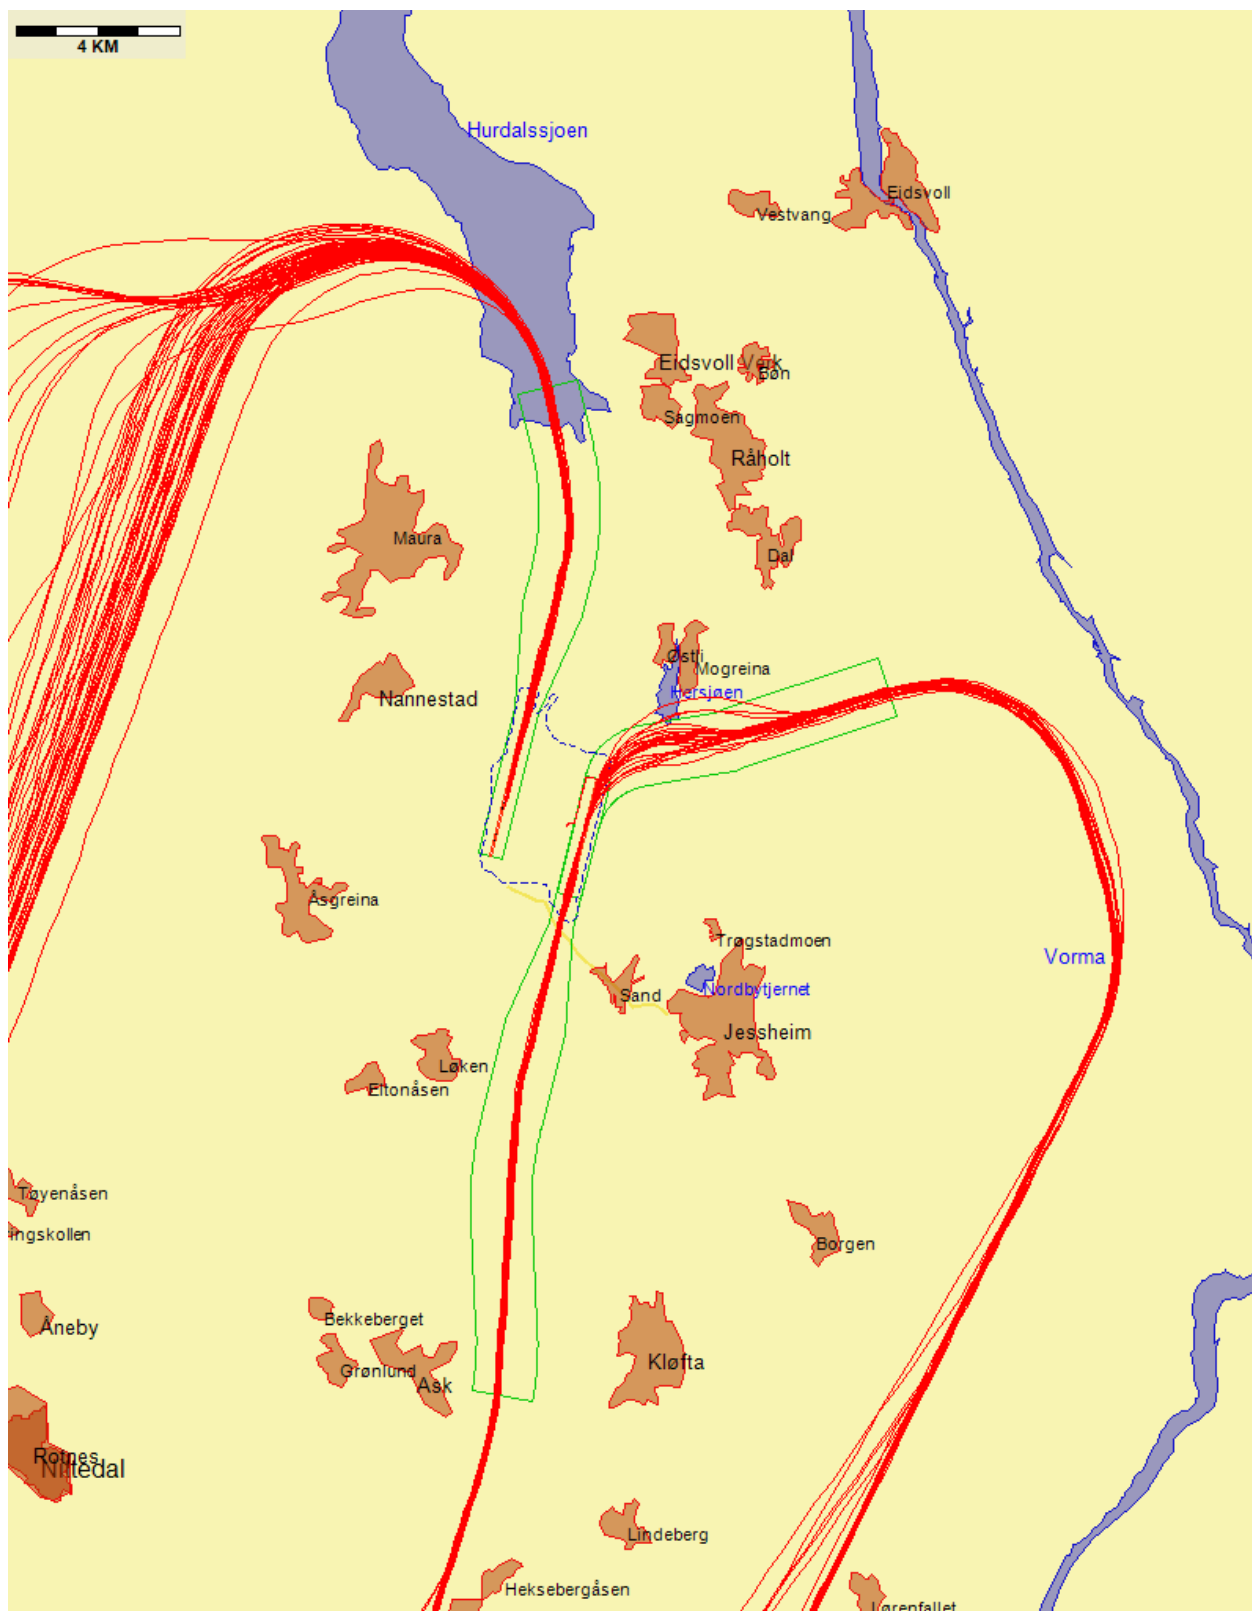 4 KM
Hurdalssjoen
Eidsvoll
Vestvang
Eidsvoll Verk
Bøn
Sagmoen
Råholt
Maura
Dal
Østli
Mogreina
Hersjøen
Nannestad
Åsgreina
Trøgstadmoen
Vorma
Nordbytjernet
Sand
Jessheim
Løken
Eltonåsen
Tøyenåsen
ingskollen
Borgen
Bekkeberget
Åneby
Grønlund
Kløfta
Ask
Rotnes
Nittedal
Lindeberg
Heksebergåsen
Lørenfallet